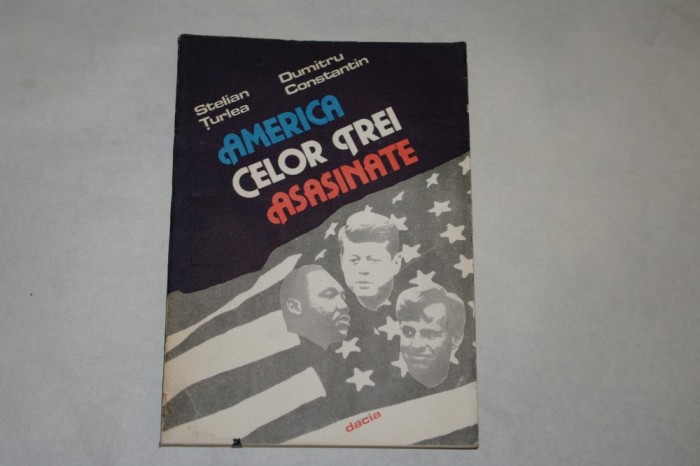 Stelian
Țurlea
Dumitru
Constantin
AMERICA
CELOR TREI
ASASINATE
dacia